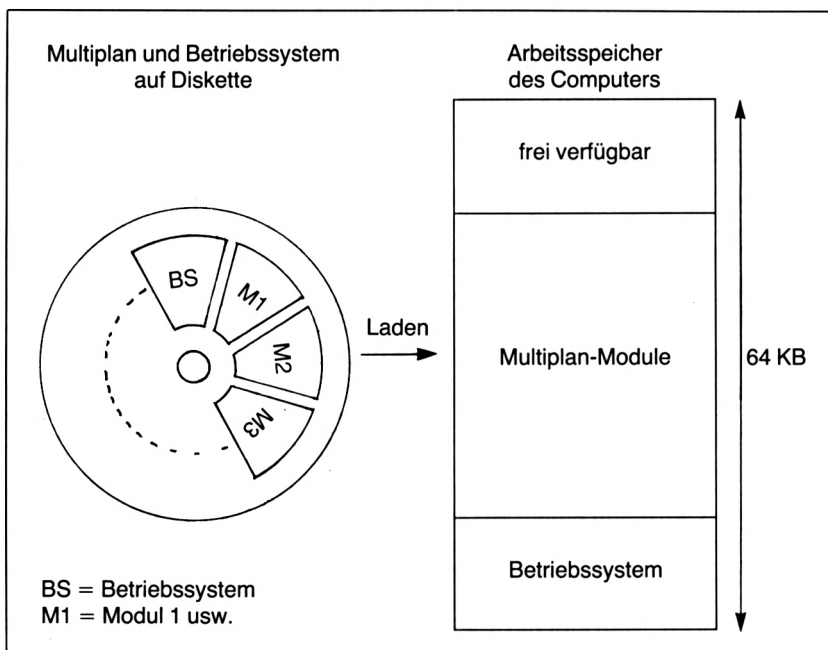 Multiplan und Betriebssystem
auf Diskette
Arbeitsspeicher
des Computers
frei verfügbar
BS
M1
M2
M3
Laden
Multiplan-Module
64 KB
Betriebssystem
BS = Betriebssystem
M1 = Modul 1 usw.